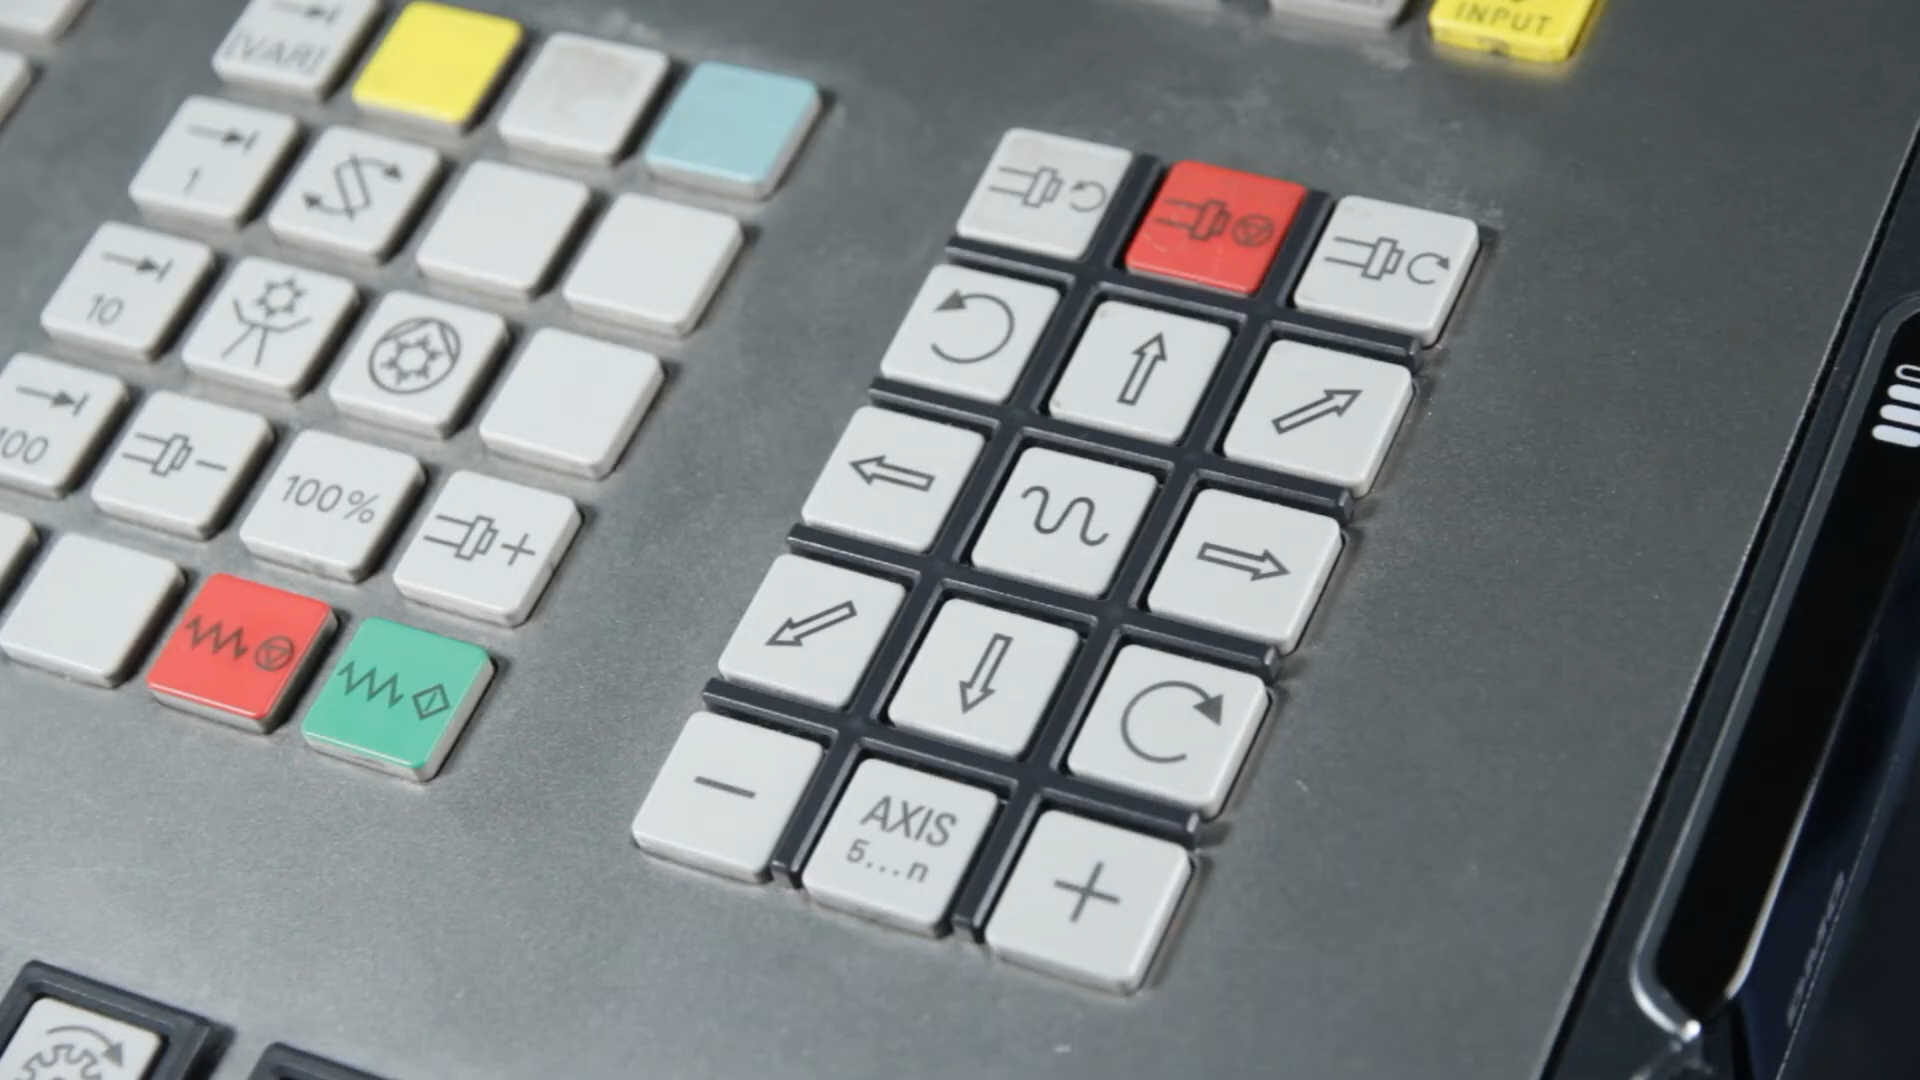 INPUT
[VAR]
1
10
100
100%
+
−
−
AXIS
5...n
+